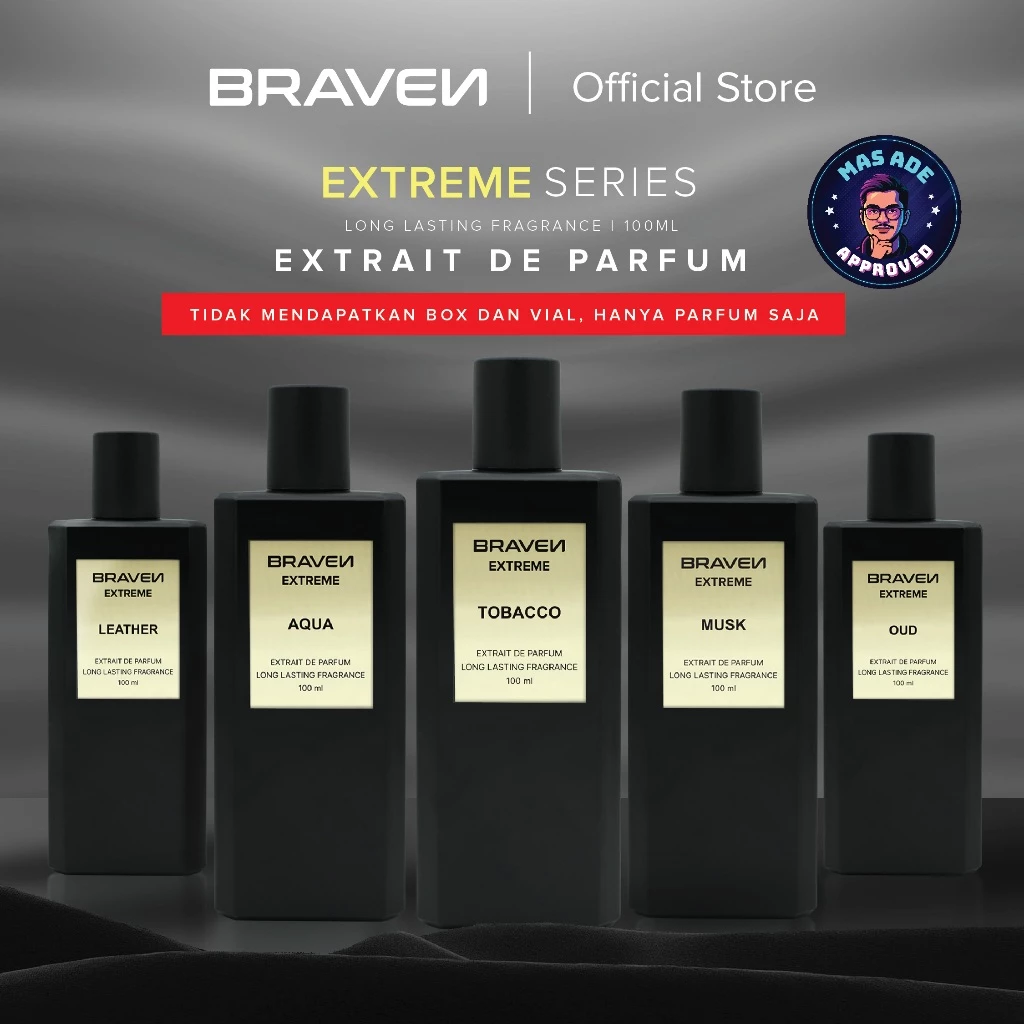 BRAVEN | Official Store
EXTREME SERIES
LONG LASTING FRAGRANCE | 100ML
EXTRAIT DE PARFUM
MAS ADE
APPROVED
TIDAK MENDAPATKAN BOX DAN VIAL, HANYA PARFUM SAJA
BRAVEN
EXTREME
LEATHER
EXTRAIT DE PARFUM
LONG LASTING FRAGRANCE
100 ml
BRAVEN
EXTREME
AQUA
EXTRAIT DE PARFUM
LONG LASTING FRAGRANCE
100 ml
BRAVEN
EXTREME
TOBACCO
EXTRAIT DE PARFUM
LONG LASTING FRAGRANCE
100 ml
BRAVEN
EXTREME
MUSK
EXTRAIT DE PARFUM
LONG LASTING FRAGRANCE
100 ml
BRAVEN
EXTREME
OUD
EXTRAIT DE PARFUM
LONG LASTING FRAGRANCE
100 ml